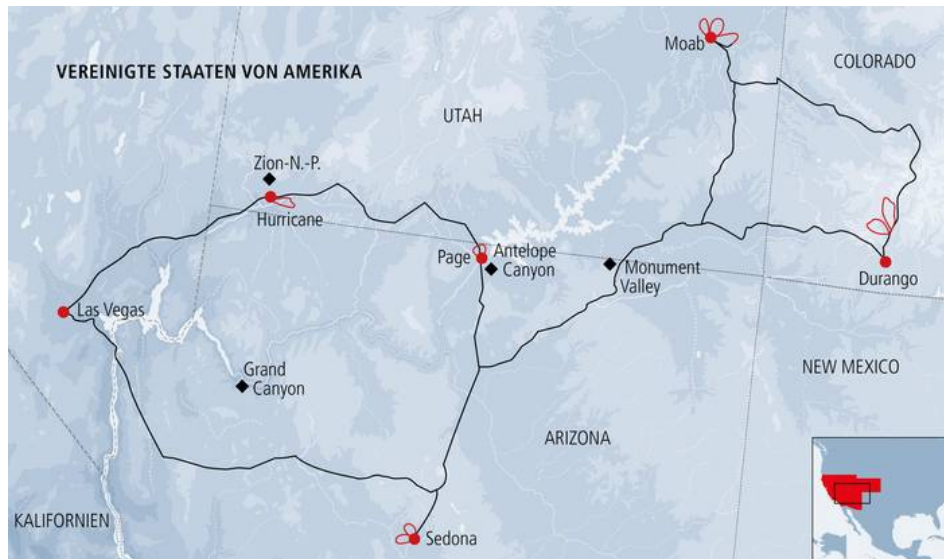 Moab
COLORADO
VEREINIGTE STAATEN VON AMERIKA
UTAH
Zion-N.-P.
Hurricane
Page
Antelope
Canyon
Monument
Valley
Durango
Las Vegas
Grand
Canyon
NEW MEXICO
ARIZONA
KALIFORNIEN
Sedona